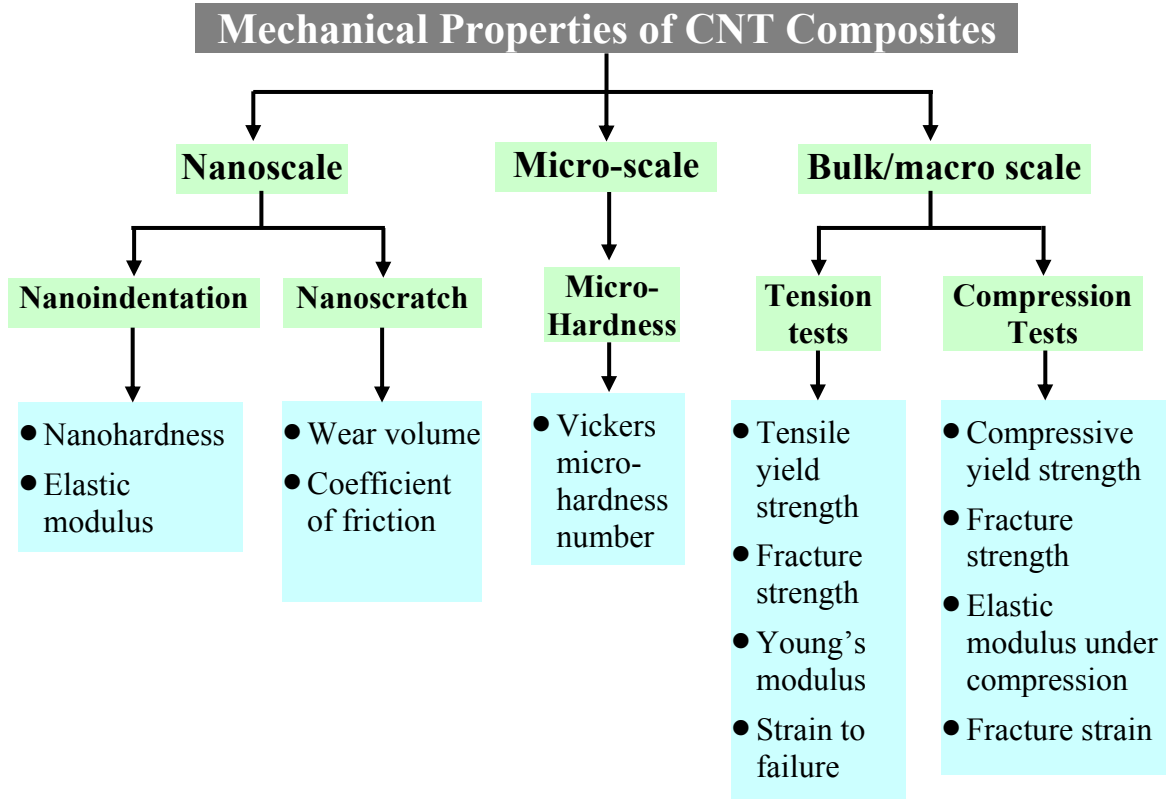 Mechanical Properties of CNT Composites
Nanoscale
Micro-scale
Bulk/macro scale
Nanoindentation
Nanoscratch
Micro-
Hardness
Tension
tests
Compression
Tests
● Nanohardness
● Elastic
modulus
● Wear volume
● Coefficient
of friction
● Vickers
micro-
hardness
number
● Tensile
yield
strength
● Fracture
strength
● Young’s
modulus
● Strain to
failure
● Compressive
yield strength
● Fracture
strength
● Elastic
modulus under
compression
● Fracture strain